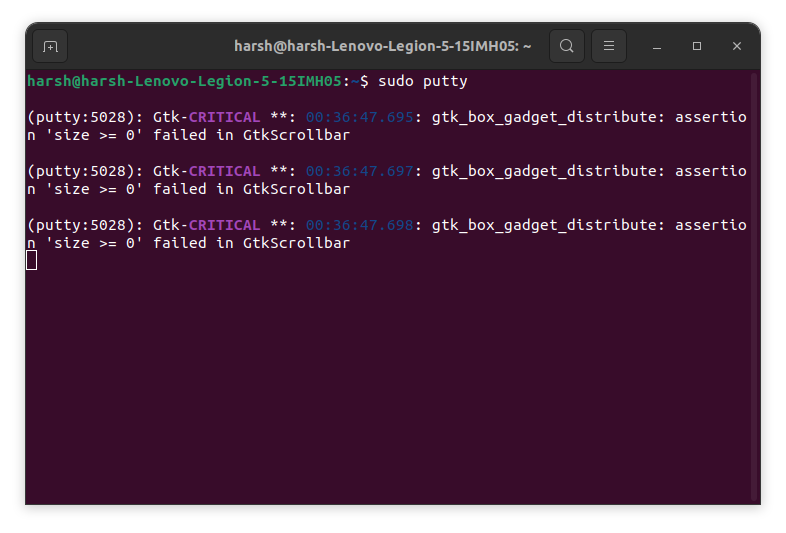 harsh@harsh-Lenovo-Legion-5-15IMH05: ~
harsh@harsh-Lenovo-Legion-5-15IMH05:~$ sudo putty
(putty:5028): Gtk-CRITICAL **: 00:36:47.695: gtk_box_gadget_distribute: assertio
n 'size >= 0' failed in GtkScrollbar
(putty:5028): Gtk-CRITICAL **: 00:36:47.697: gtk_box_gadget_distribute: assertio
n 'size >= 0' failed in GtkScrollbar
(putty:5028): Gtk-CRITICAL **: 00:36:47.698: gtk_box_gadget_distribute: assertio
n 'size >= 0' failed in GtkScrollbar